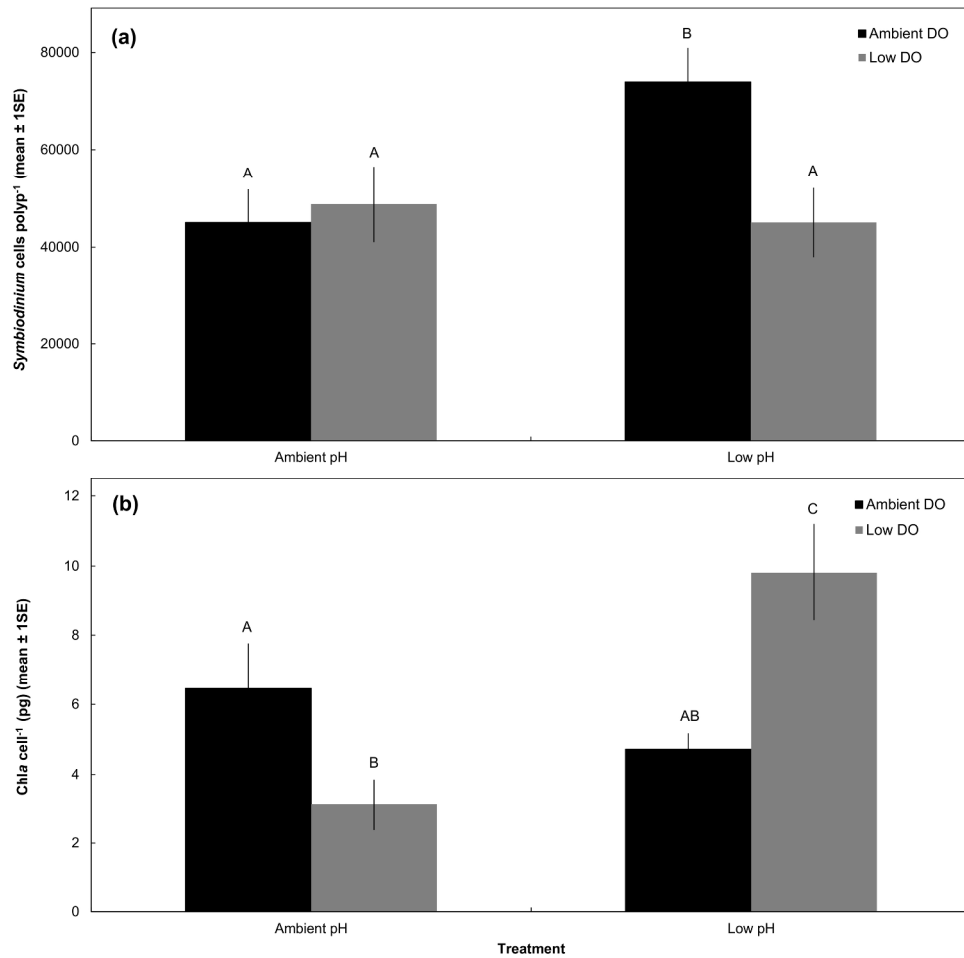 (a)
Ambient DO
Low DO
Symbiodinium cells polyp⁻¹ (mean ± 1SE)
80000
60000
40000
20000
0
A
A
B
A
Ambient pH
Low pH
(b)
Ambient DO
Low DO
Chla cell⁻¹ (pg) (mean ± 1SE)
12
10
8
6
4
2
0
A
B
AB
C
Ambient pH
Low pH
Treatment